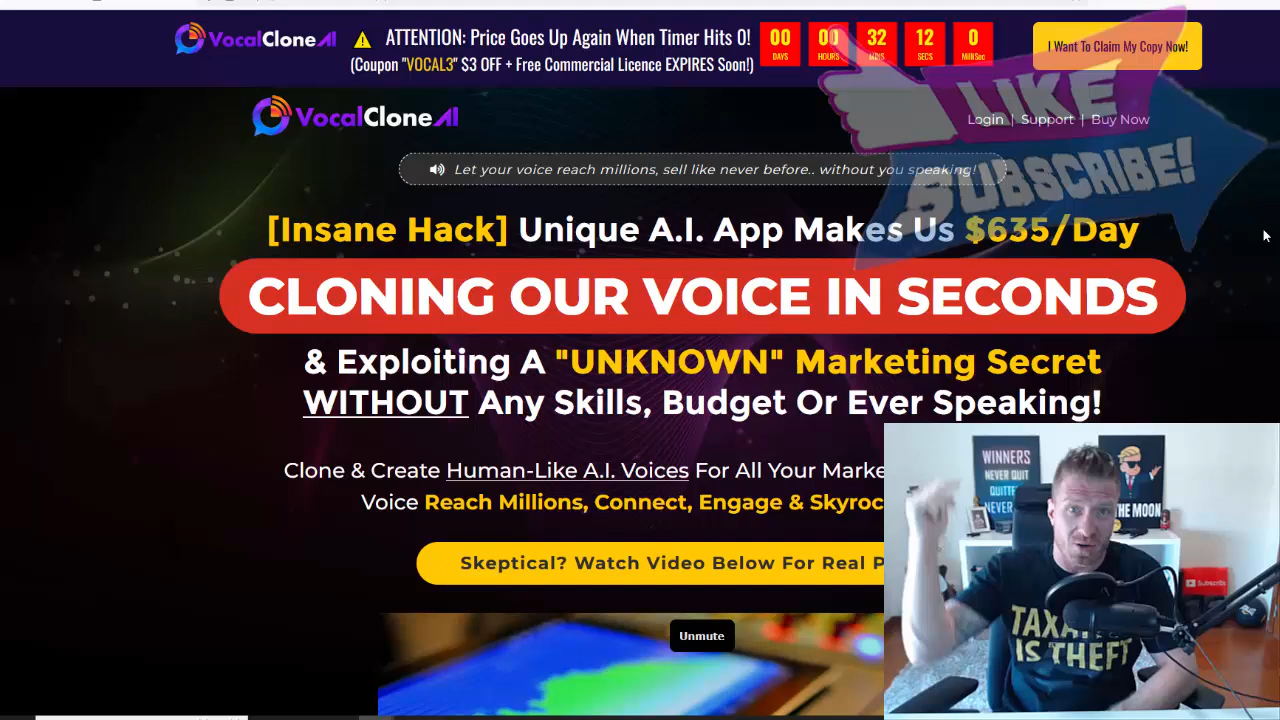 VocalClone AI
ATTENTION: Price Goes Up Again When Timer Hits 0!
(Coupon "VOCAL3" $3 OFF + Free Commercial Licence EXPIRES Soon!)
00 00 32 12 0
DAYS HOURS MINS SECS MilliSec
I Want To Claim My Copy Now!
VocalClone AI
Login | Support | Buy Now
LIKE
SUBSCRIBE!
Let your voice reach millions, sell like never before.. without you speaking!
[Insane Hack] Unique A.I. App Makes Us $635/Day
CLONING OUR VOICE IN SECONDS
& Exploiting A "UNKNOWN" Marketing Secret
WITHOUT Any Skills, Budget Or Ever Speaking!
Clone & Create Human-Like A.I. Voices For All Your Marke
Voice Reach Millions, Connect, Engage & Skyroc
Skeptical? Watch Video Below For Real P
Unmute
WINNERS
NEVER QUIT
QUITT
NEVER
THE MOON
Subscribe
TAXAT
IS THEFT